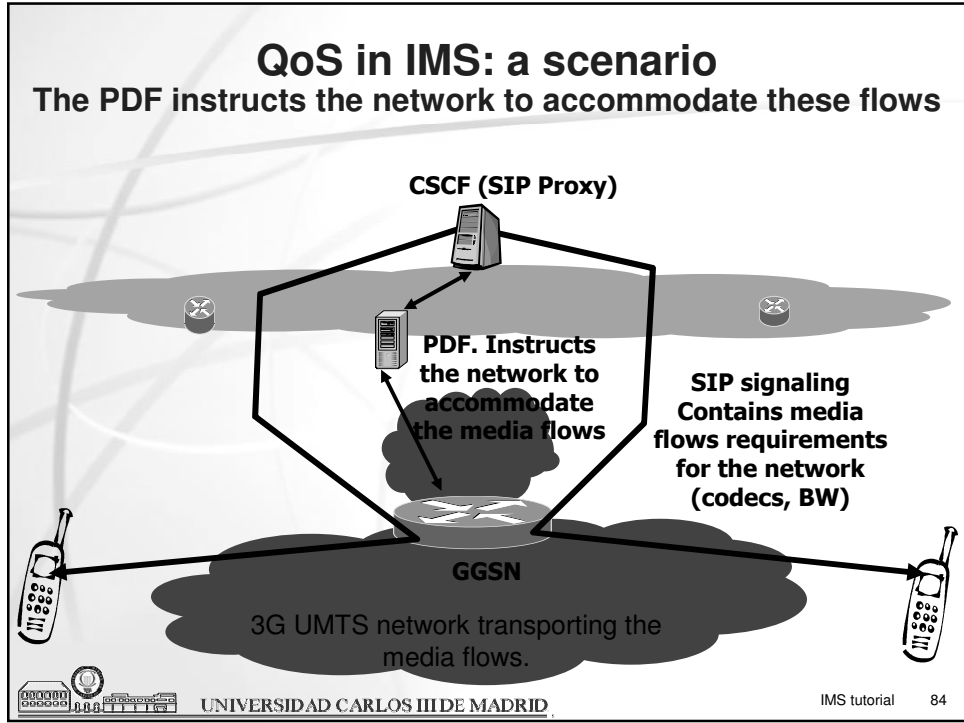 QoS in IMS: a scenario
The PDF instructs the network to accommodate these flows
CSCF (SIP Proxy)
PDF. Instructs
the network to
accommodate
the media flows
SIP signaling
Contains media
flows requirements
for the network
(codecs, BW)
GGSN
3G UMTS network transporting the
media flows.
UNIVERSIDAD CARLOS III DE MADRID
IMS tutorial 84